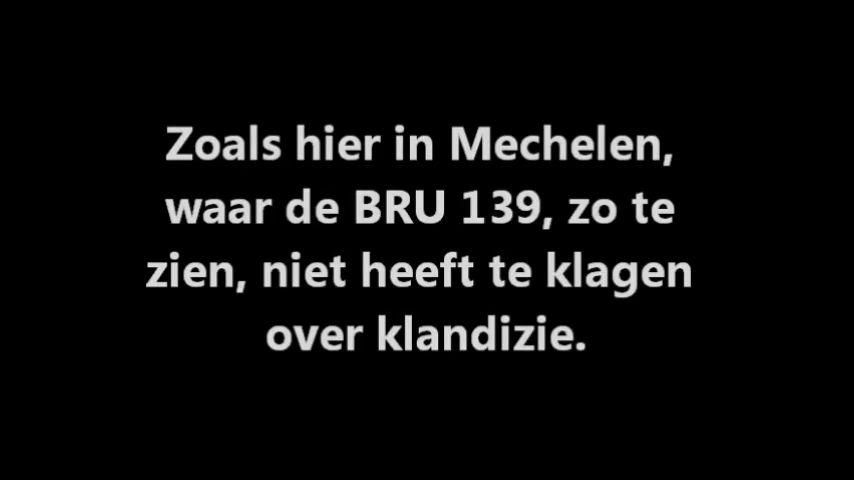 Zoals hier in Mechelen,
waar de BRU 139, zo te
zien, niet heeft te klagen
over klandizie.